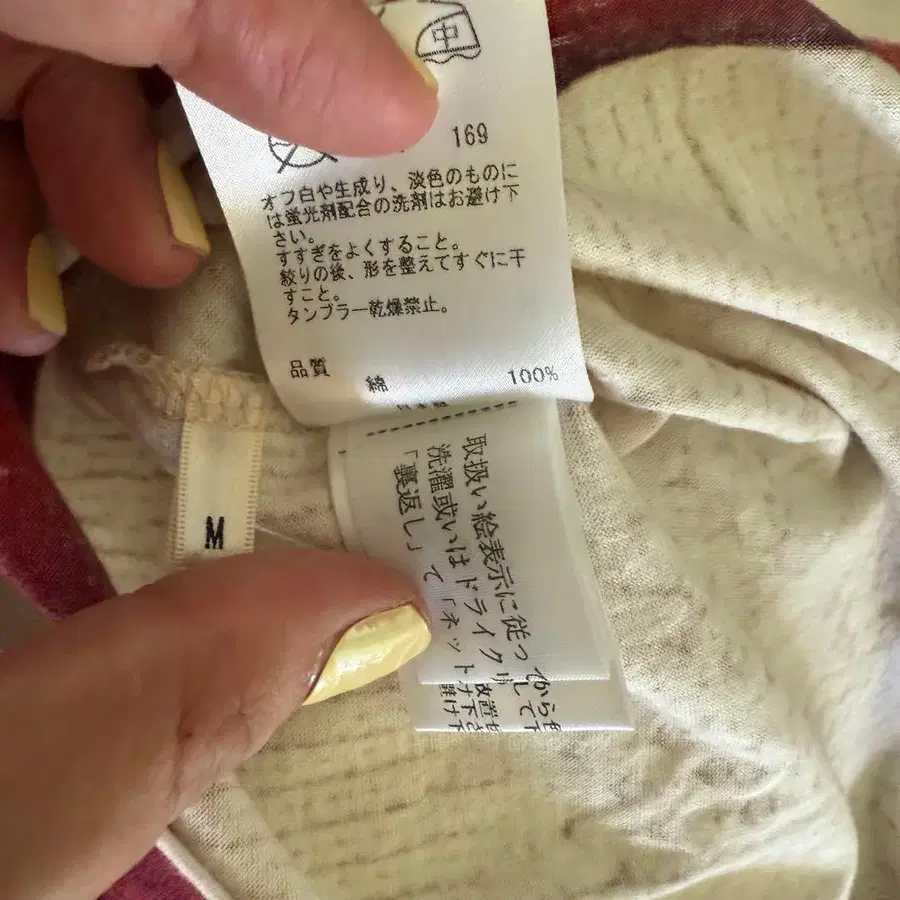 中
169
オフ白や生成り、淡色のものに
は蛍光剤配合の洗剤はお避け下
さい。
すすぎをよくすること。
絞りの後、形を整えてすぐに干
すこと。
タンブラー乾燥禁止。
品質 綿 100%
M
取扱い絵表示に従っ
洗濯或いはドライクリ
「裏返し」て「ネット